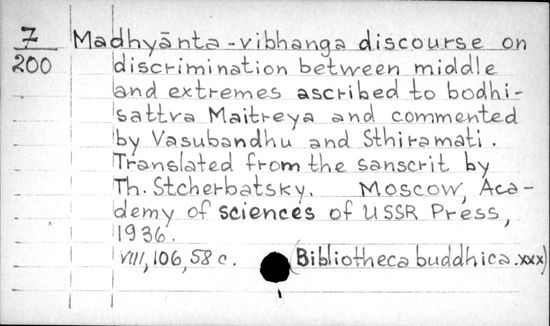 7
200
Madhyānta-vibhanga discourse on
discrimination between middle
and extremes ascribed to bodhi-
sattva Maitreya and commented
by Vasubandhu and Sthiramati.
Translated from the sanscrit by
Th. Stcherbatsky. Moscow, Aca-
demy of sciences of USSR Press,
1936.
VIII, 106, 58 c. (Bibliotheca buddhica. xxx)